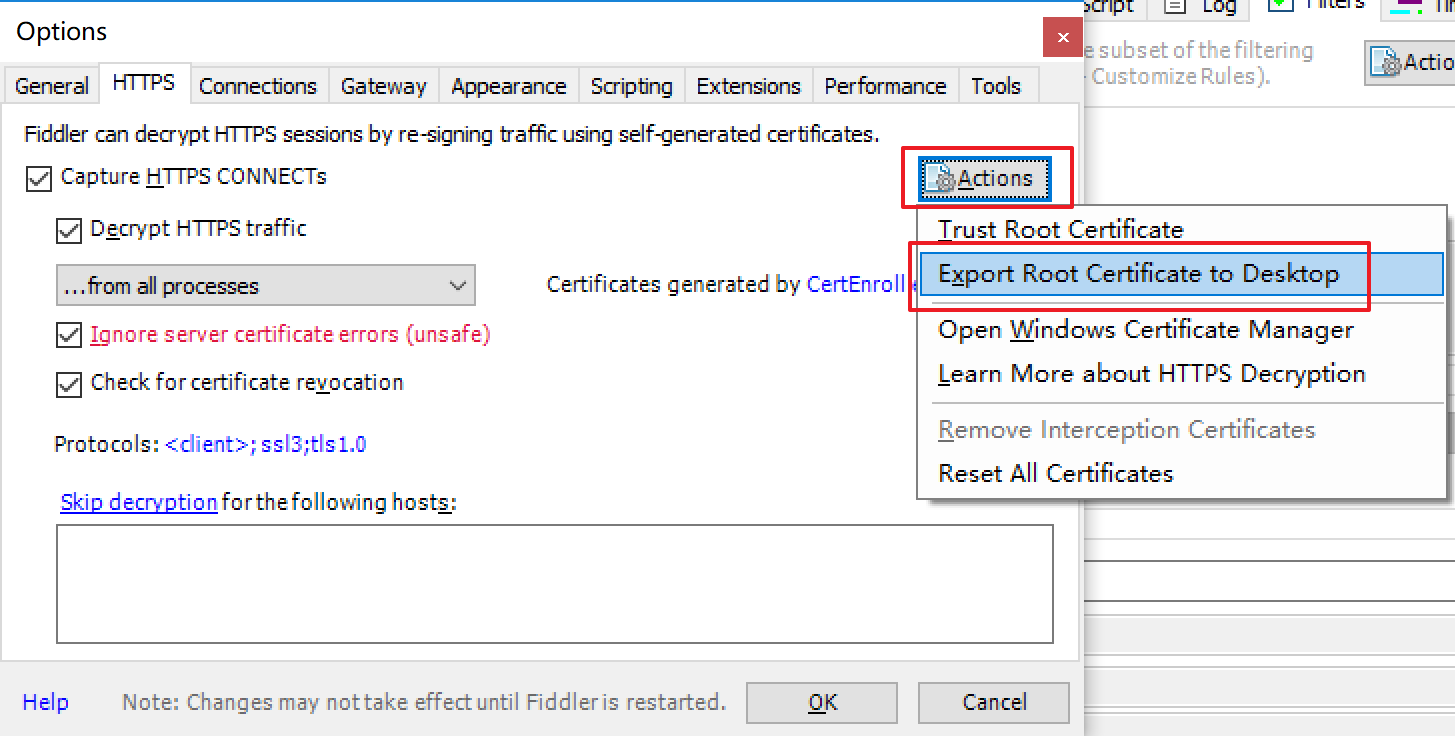 Script
Log
Filters
Options
e subset of the filtering
- Customize Rules).
Actio
General
HTTPS
Connections
Gateway
Appearance
Scripting
Extensions
Performance
Tools
Fiddler can decrypt HTTPS sessions by re-signing traffic using self-generated certificates.
Capture HTTPS CONNECTs
Actions
Decrypt HTTPS traffic
Trust Root Certificate
...from all processes
Certificates generated by CertEnroll
Export Root Certificate to Desktop
Ignore server certificate errors (unsafe)
Open Windows Certificate Manager
Check for certificate revocation
Learn More about HTTPS Decryption
Protocols: <client>; ssl3;tls1.0
Remove Interception Certificates
Reset All Certificates
Skip decryption for the following hosts:
Help
Note: Changes may not take effect until Fiddler is restarted.
OK
Cancel